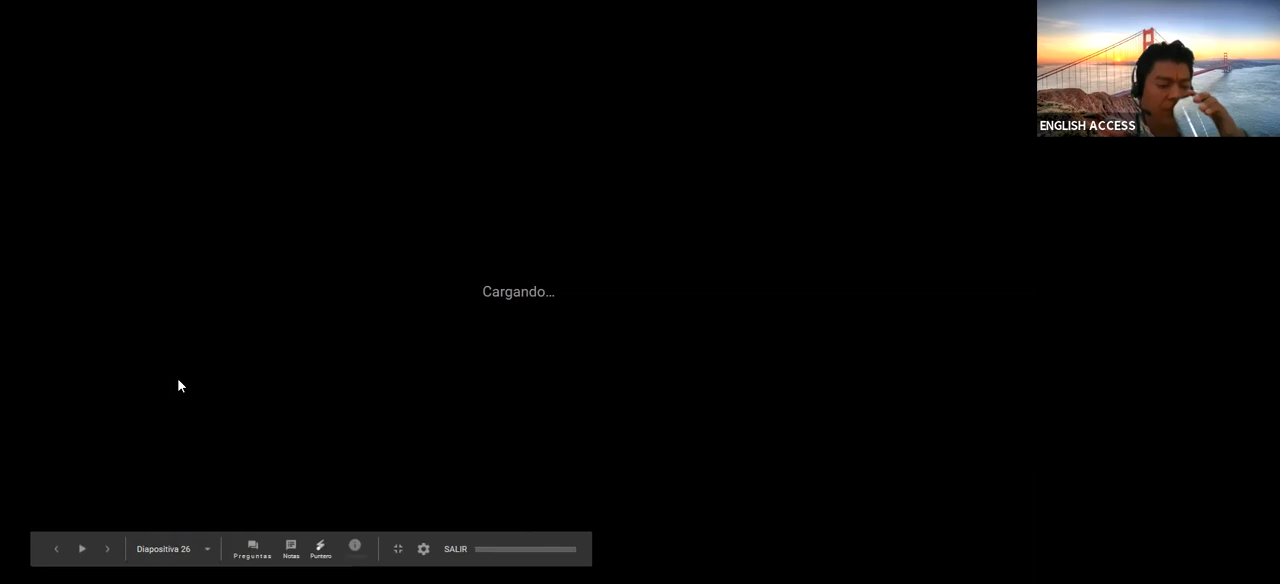 ENGLISH ACCESS
Cargando...
Diapositiva 26
Preguntas
Notas
Puntero
SALIR